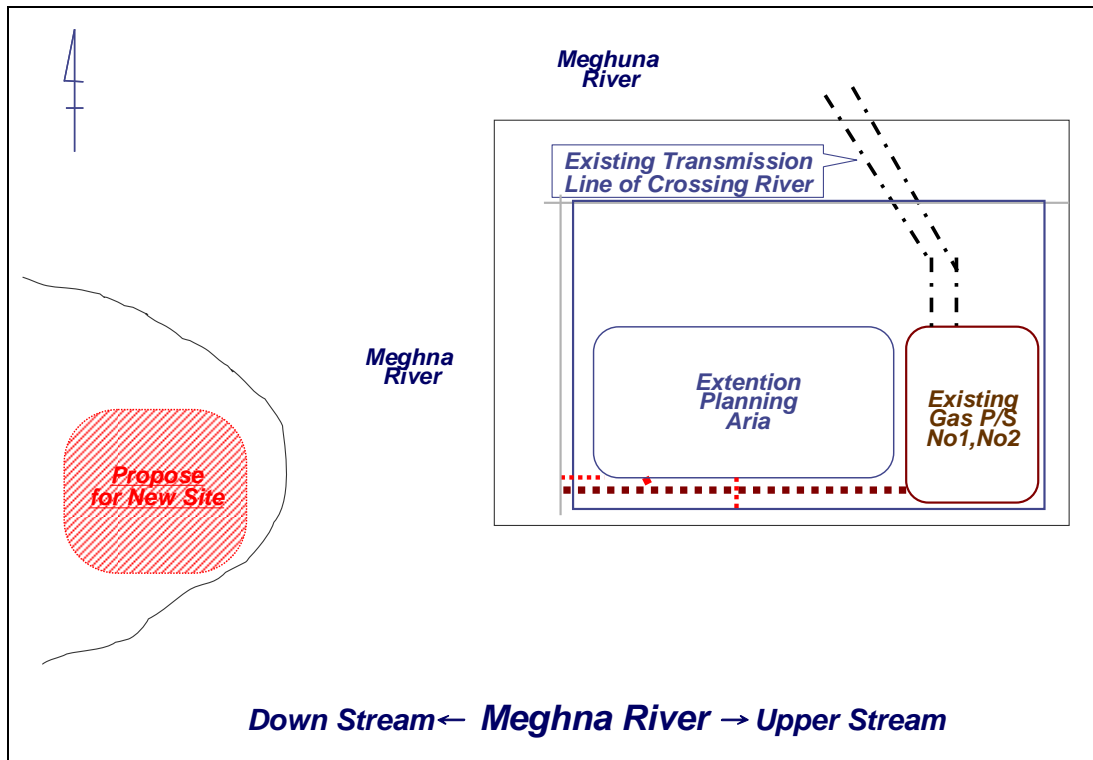 Meghuna
River
Existing Transmission
Line of Crossing River
Meghna
River
Extention
Planning
Aria
Existing
Gas P/S
No1,No2
Propose
for New Site
Down Stream← Meghna River → Upper Stream